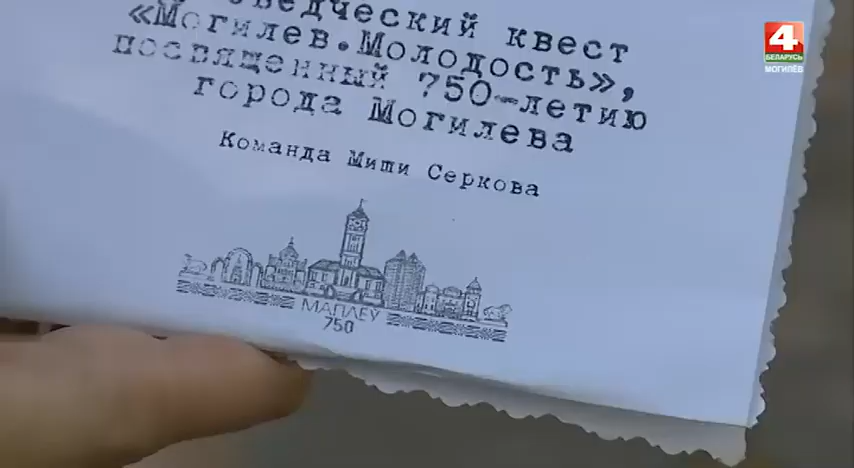 ведческий квест
«Могилев.Молодость»,
посвященный 750-летию
города Могилева
Команда Миши Серкова
МАГІЛЕЎ
750
4
БЕЛАРУСЬ
МОГИЛЁВ